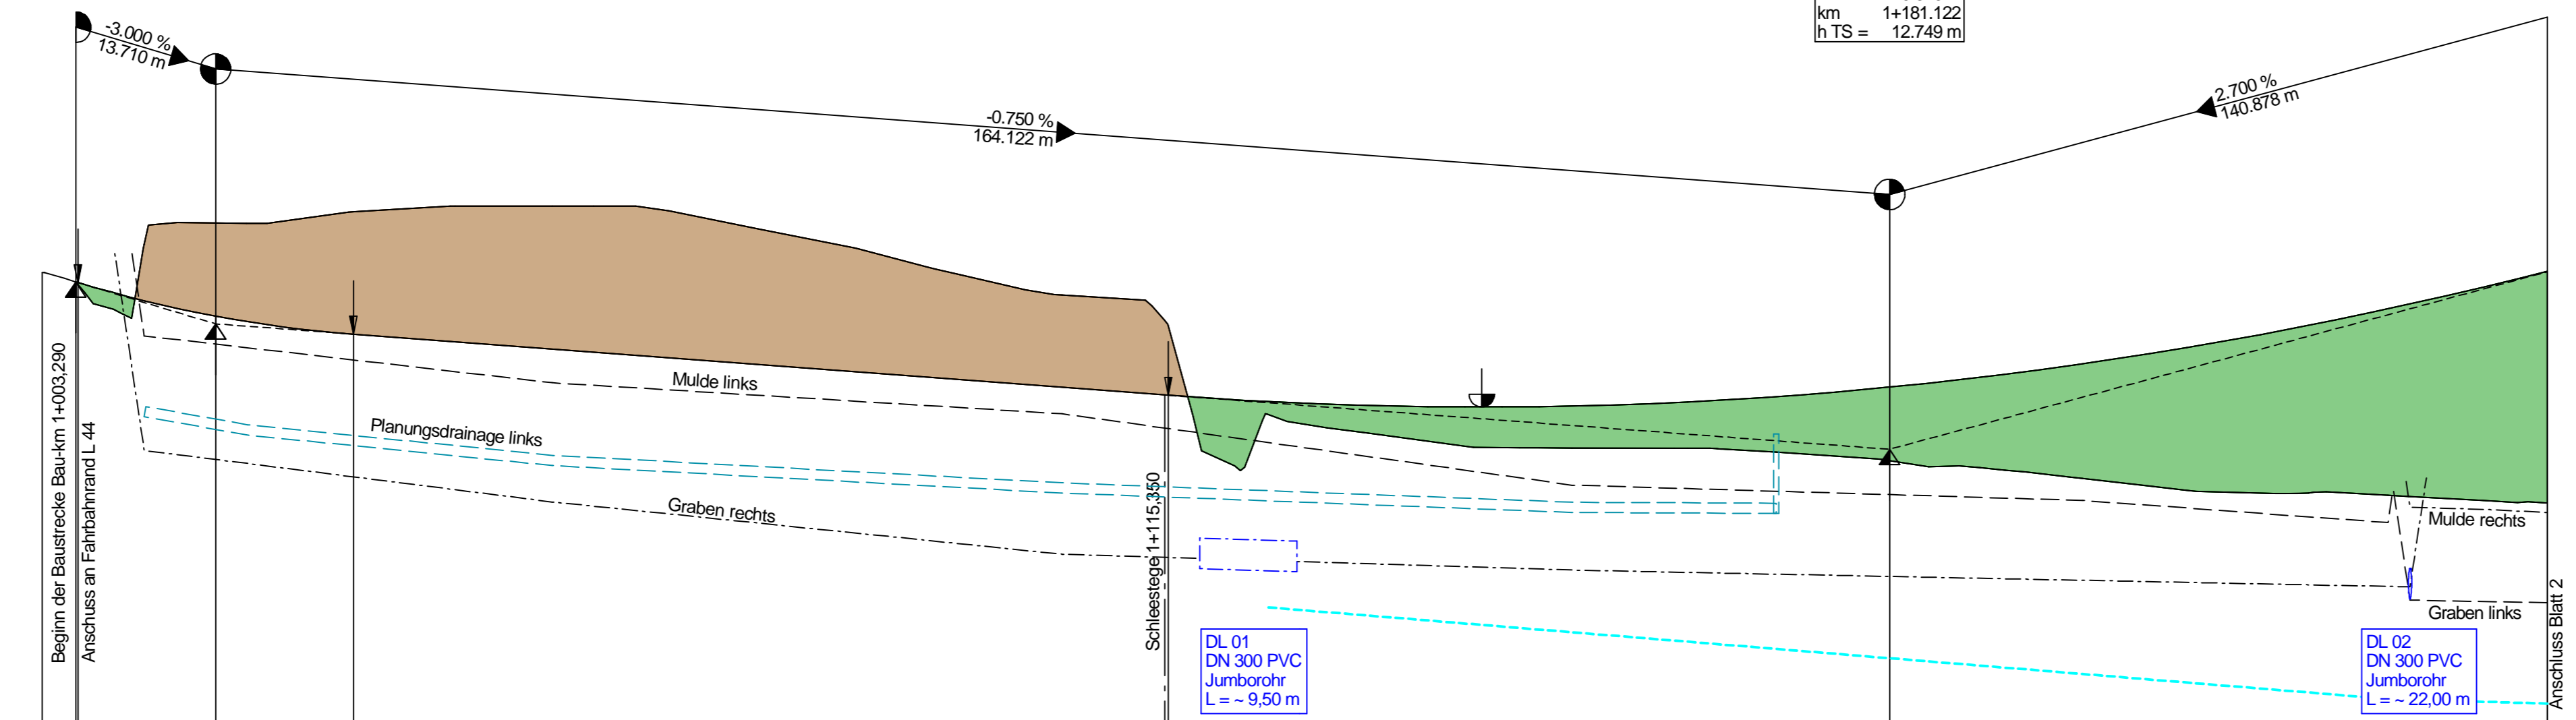 -3.000 %
13.710 m
-0.750 %
164.122 m
km 1+181.122
h TS = 12.749 m
2.700 %
140.878 m
Beginn der Baustrecke Bau-km 1+003,290
Anschuss an Fahrbahnrand L 44
Mulde links
Planungsdrainage links
Graben rechts
Schleestege 1+115,350
DL 01
DN 300 PVC
Jumborohr
L = ~ 9,50 m
Mulde rechts
Graben links
DL 02
DN 300 PVC
Jumborohr
L = ~ 22,00 m
Anschluss Blatt 2